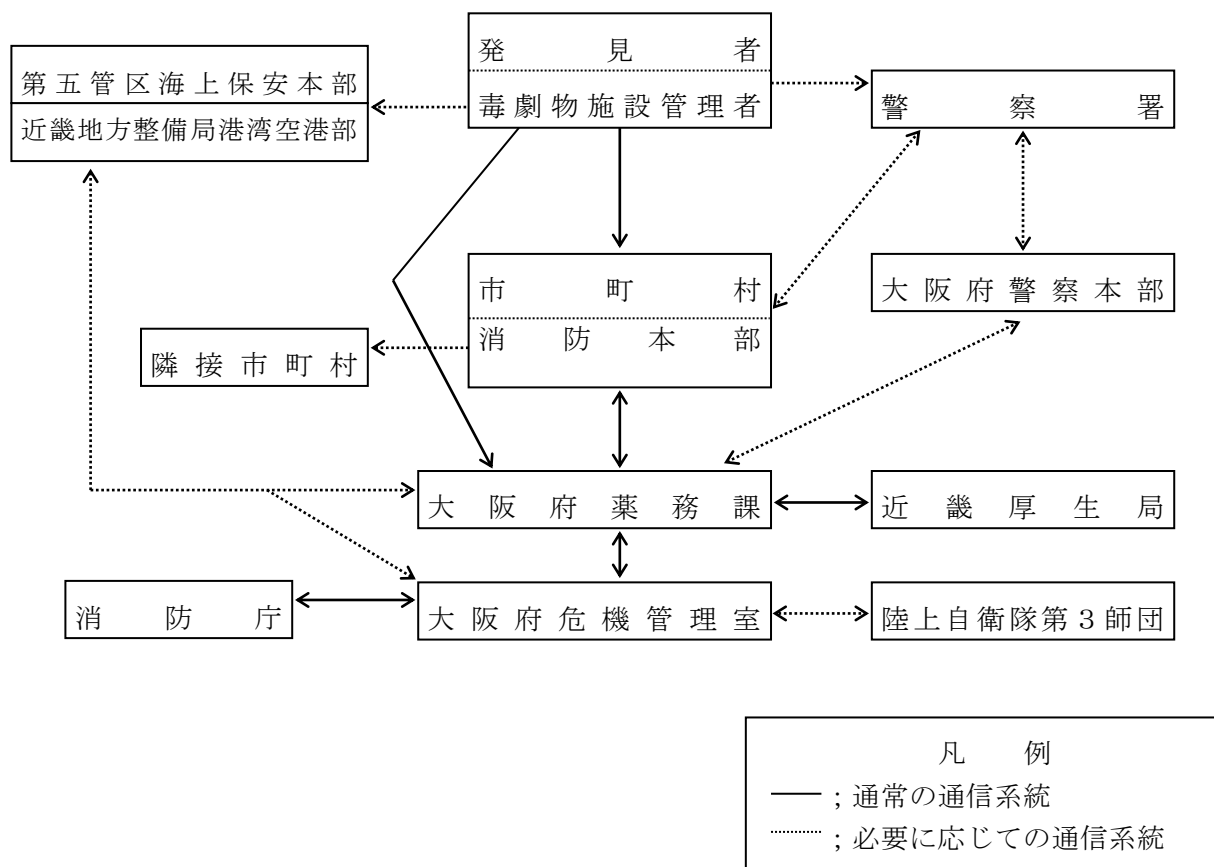 発見者
毒劇物施設管理者
第五管区海上保安本部
近畿地方整備局港湾空港部
警察署
市町村
消防本部
大阪府警察本部
隣接市町村
大阪府薬務課
近畿厚生局
消防庁
大阪府危機管理室
陸上自衛隊第３師団
凡例
；通常の通信系統
；必要に応じての通信系統